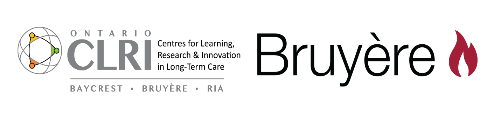 ONTARIO
CLRI
Centres for Learning,
Research & Innovation
in Long-Term Care
BAYCREST • BRUYÈRE • RIA
Bruyère